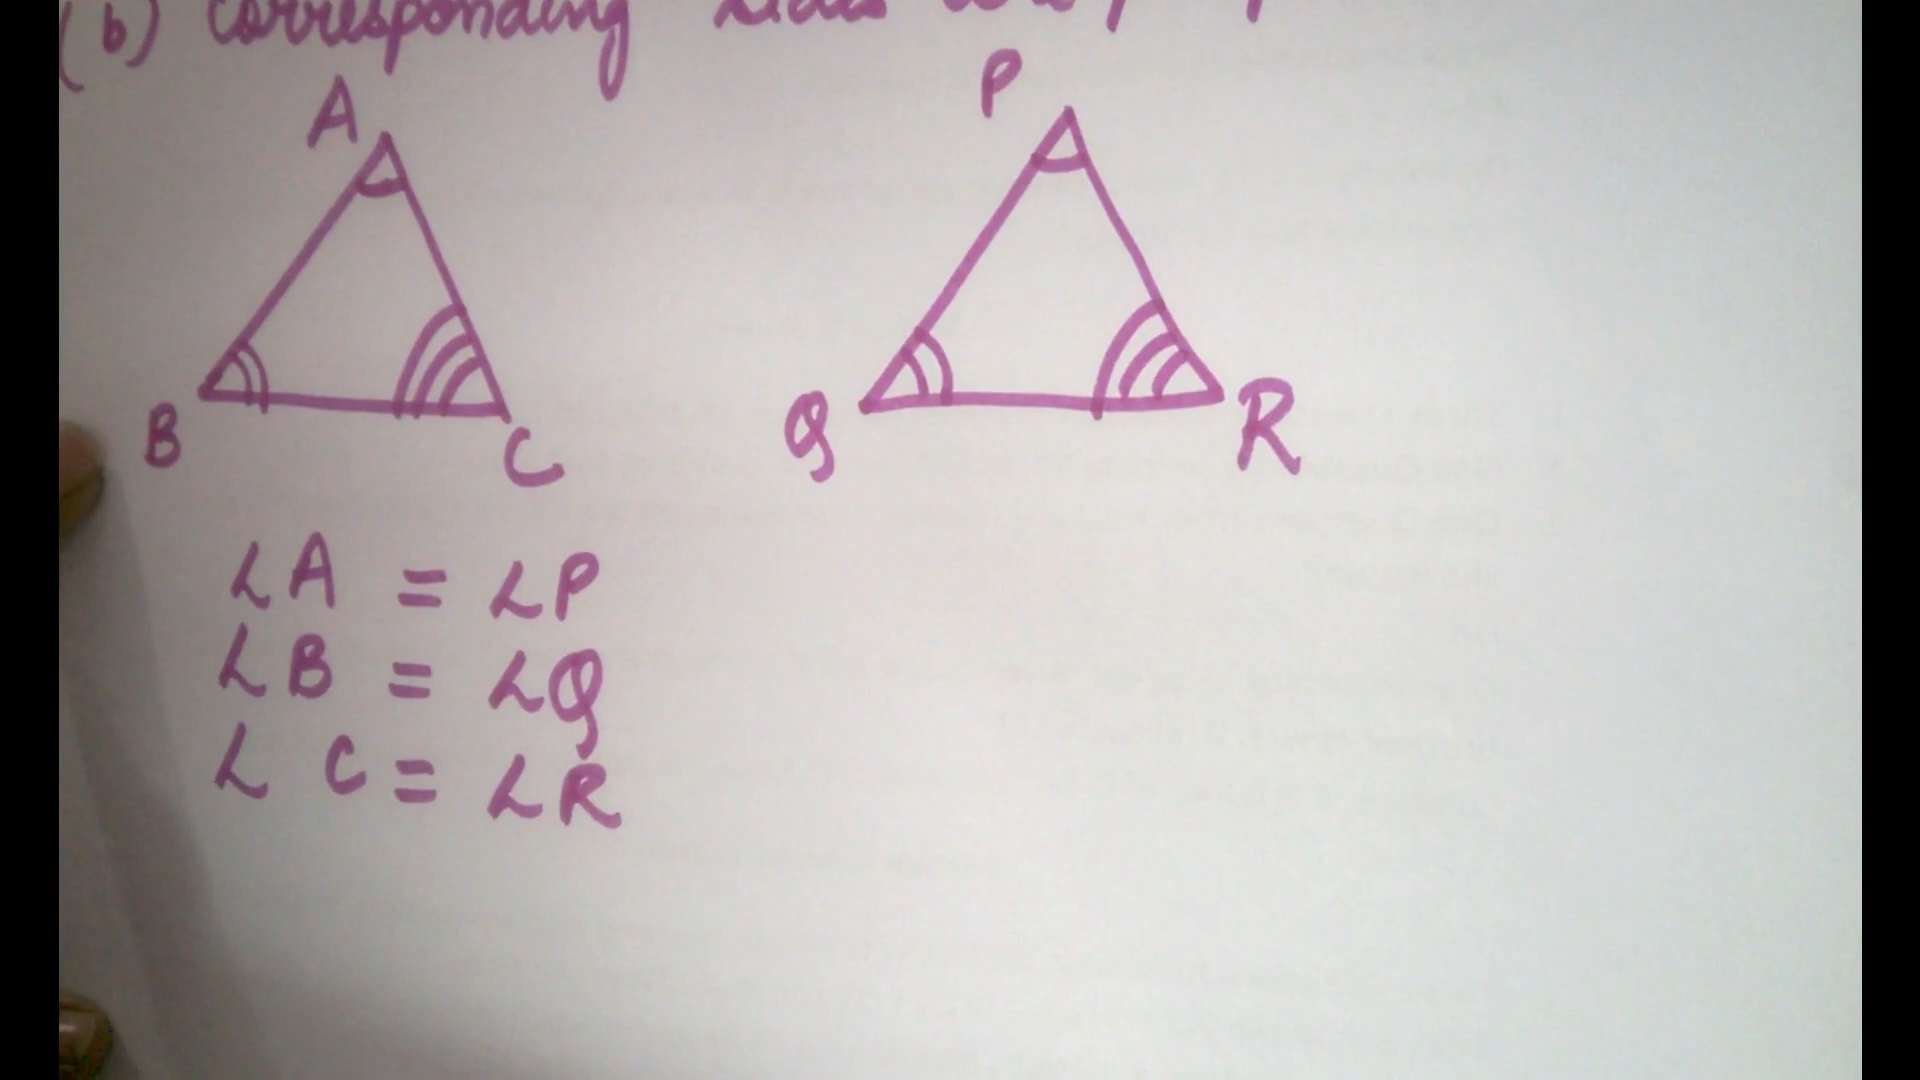 (b) Corresponding
A
P
B
C
Q
R
∠A = ∠P
∠B = ∠Q
∠C = ∠R